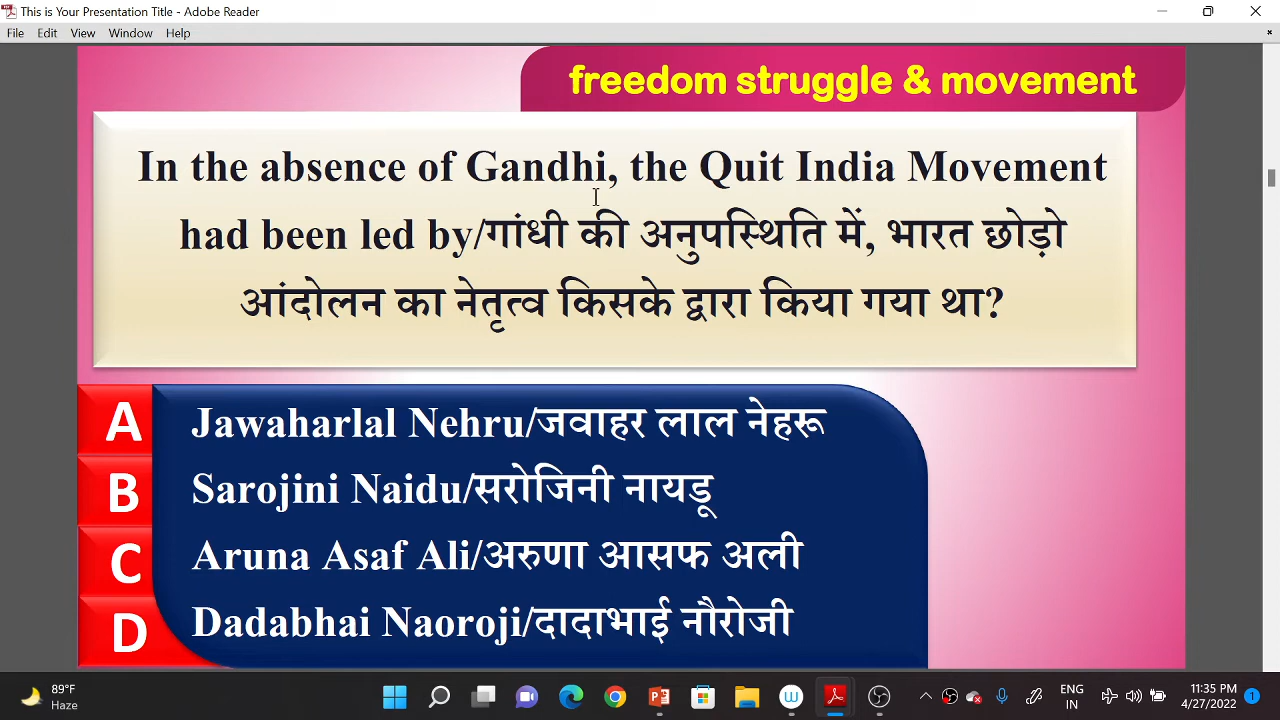 This is Your Presentation Title - Adobe Reader
File Edit View Window Help
freedom struggle & movement
In the absence of Gandhi, the Quit India Movement
had been led by/गांधी की अनुपस्थिति में, भारत छोड़ो
आंदोलन का नेतृत्व किसके द्वारा किया गया था?
A Jawaharlal Nehru/जवाहर लाल नेहरू
B Sarojini Naidu/सरोजिनी नायडू
C Aruna Asaf Ali/अरुणा आसफ अली
D Dadabhai Naoroji/दादाभाई नौरोजी
89°F
Haze
ENG
IN
11:35 PM
4/27/2022
1